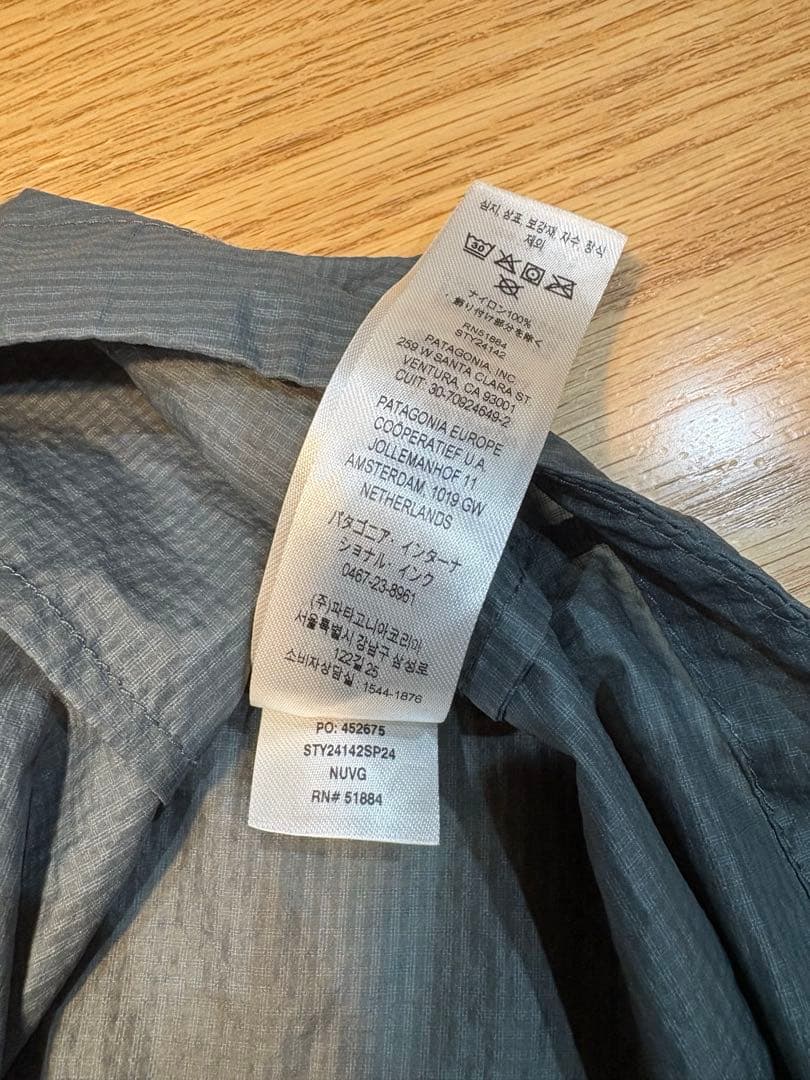 심지, 상표, 보강재, 자수 장식
제외
30
ナイロン100%
・飾り付け部分を除く
RN51884
STY24142
PATAGONIA, INC.
259 W SANTA CLARA ST.
VENTURA, CA 93001
CUIT: 30-70924649-2
PATAGONIA EUROPE
COÖPERATIEF U.A.
JOLLEMANHOF 11
AMSTERDAM, 1019 GW
NETHERLANDS
パタゴニア・インターナ
ショナル・インク
0467-23-8961
(주)파타고니아코리아
서울특별시 강남구 삼성로
122길 25
소비자상담실 1544-1876
PO: 452675
STY24142SP24
NUVG
RN# 51884